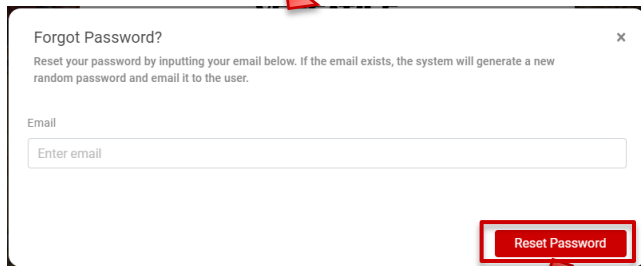 Forgot Password?
×
Reset your password by inputting your email below. If the email exists, the system will generate a new
random password and email it to the user.
Email
Enter email
Reset Password